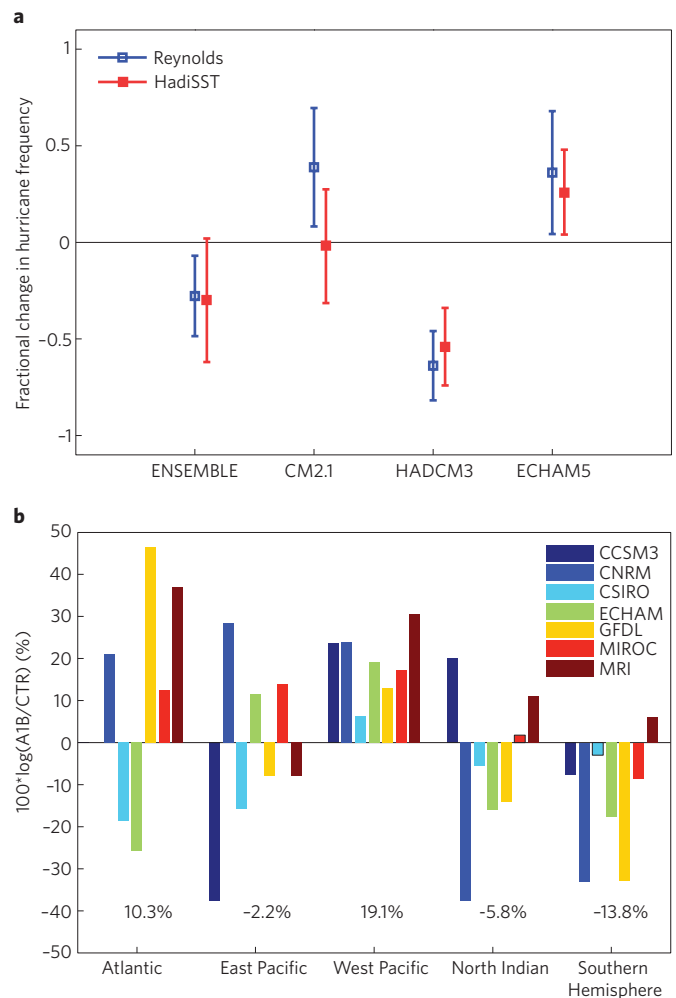 a
1
0.5
0
−0.5
−1
Fractional change in hurricane frequency
Reynolds
HadiSST
ENSEMBLE CM2.1 HADCM3 ECHAM5
b
50
40
30
20
10
0
−10
−20
−30
−40
−50
100*log(A1B/CTR) (%)
CCSM3
CNRM
CSIRO
ECHAM
GFDL
MIROC
MRI
10.3% -2.2% 19.1% -5.8% -13.8%
Atlantic East Pacific West Pacific North Indian Southern
Hemisphere